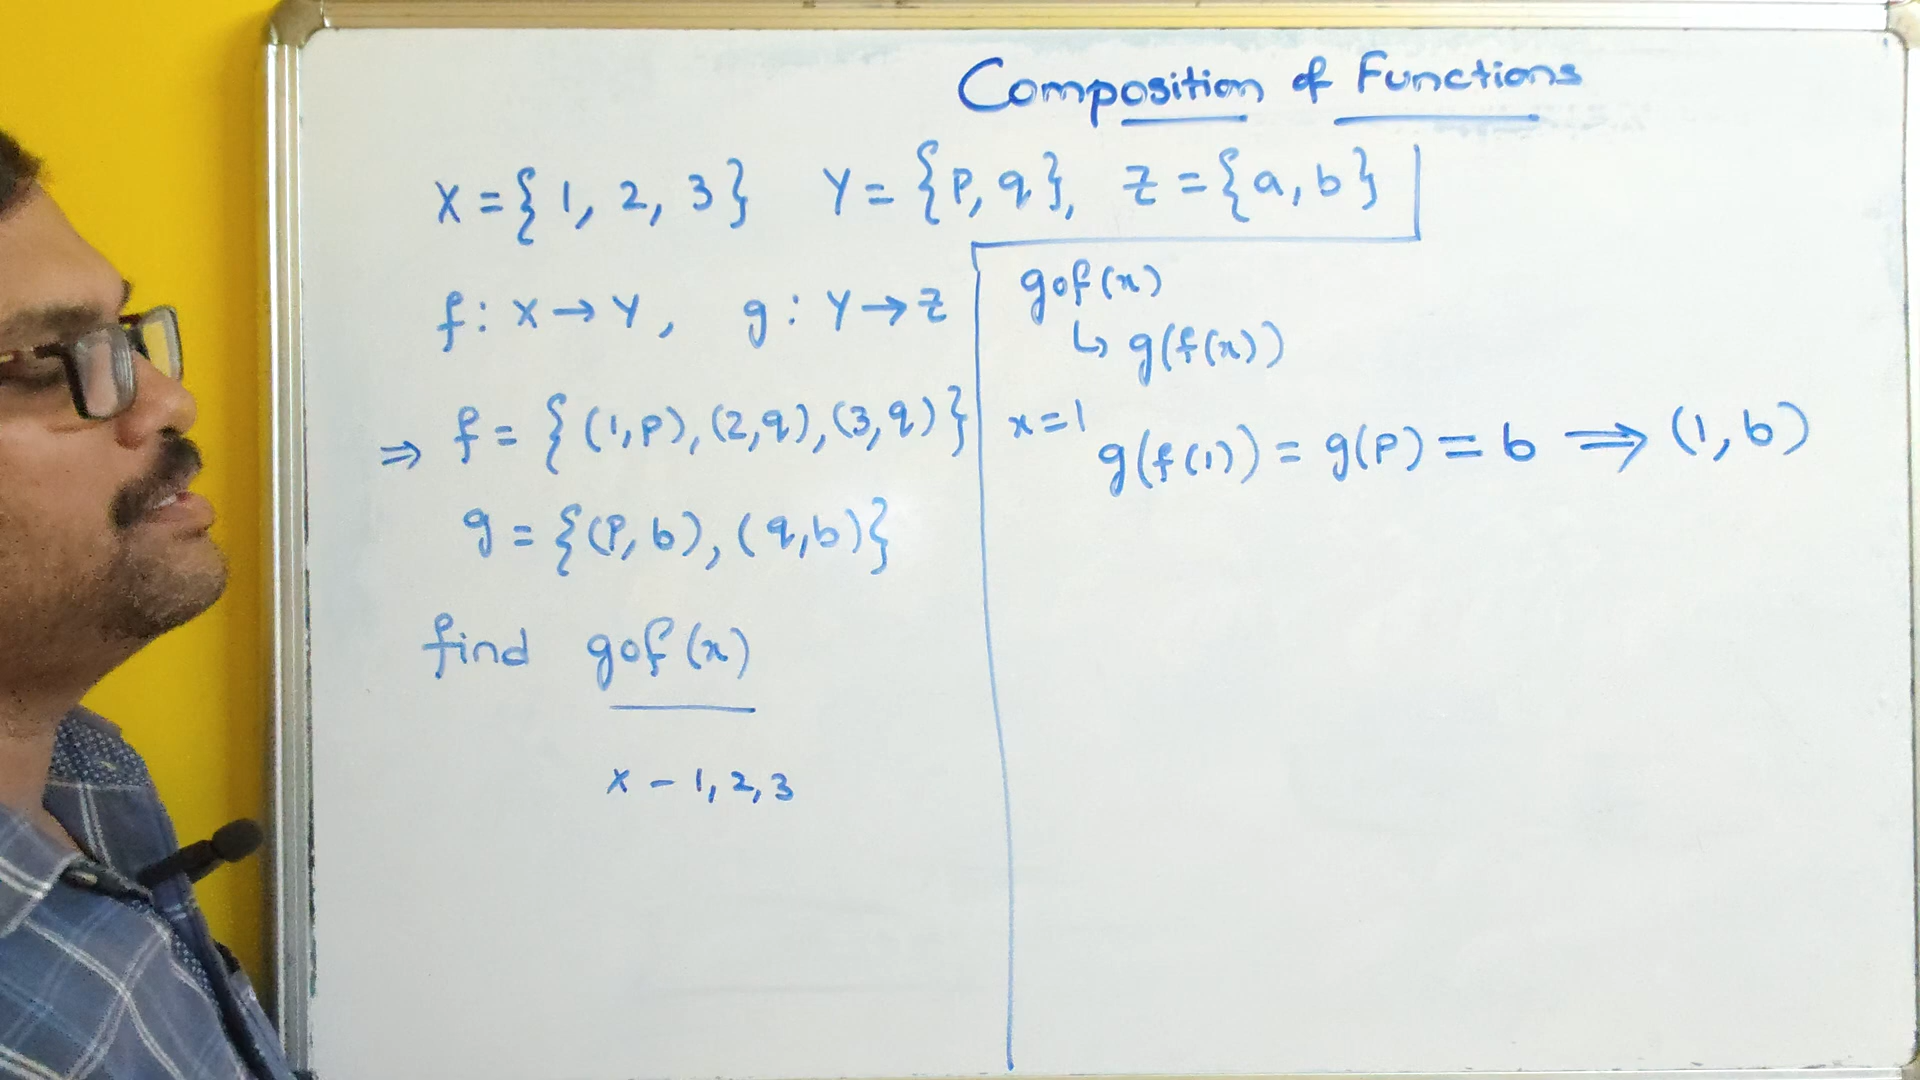 Composition of Functions
X = {1, 2, 3} Y = {p, q}, Z = {a, b}
f: X → Y, g: Y → Z
⇒ f = {(1,p), (2,q), (3,q)}
g = {(p, b), (q,b)}
find gof(x)
x - 1, 2, 3
gof(x)
↳ g(f(x))
x=1
g(f(1)) = g(p) = b ⟹ (1, b)